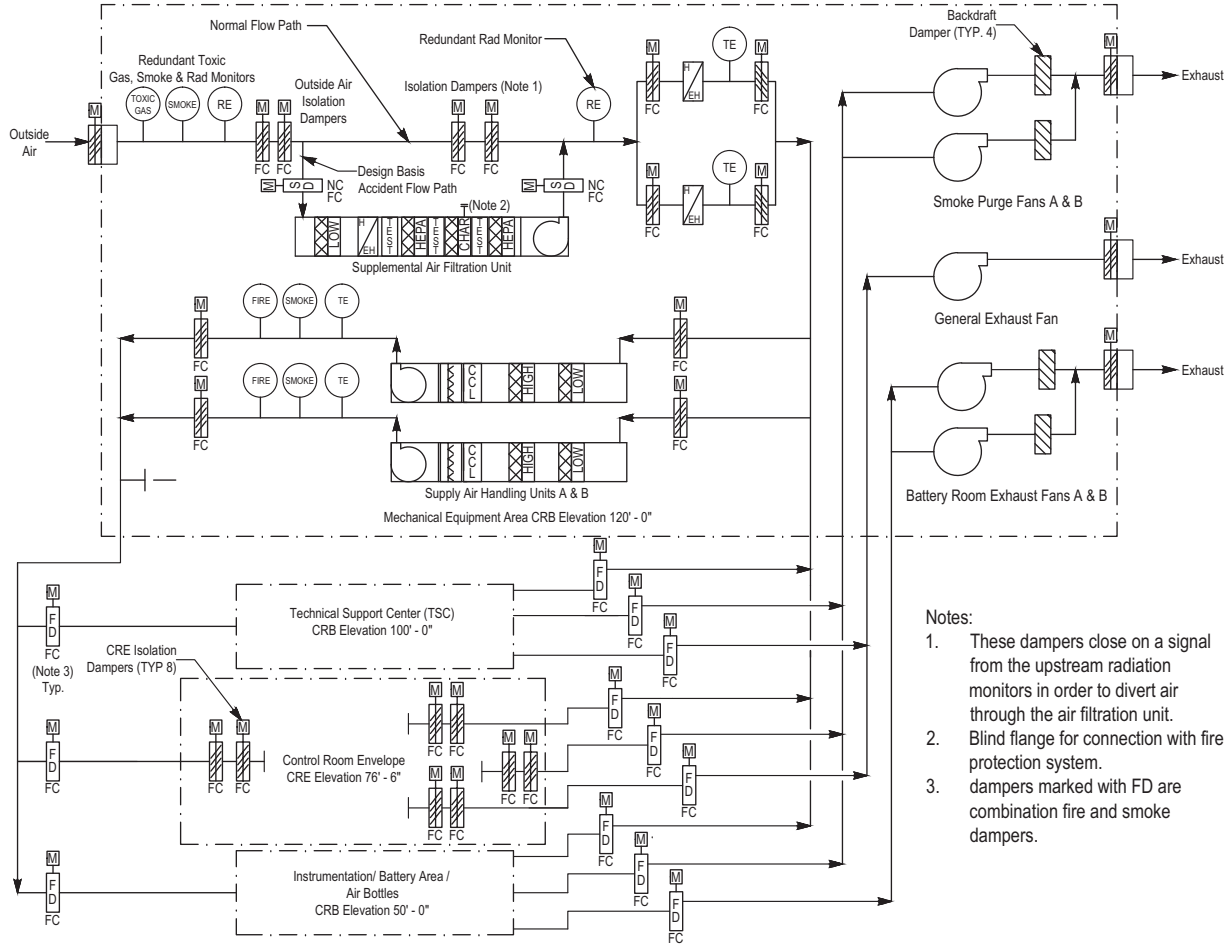 Normal Flow Path
Redundant Rad Monitor
Backdraft
Damper (TYP. 4)
Redundant Toxic
Gas, Smoke & Rad Monitors
TOXIC
GAS
SMOKE
RE
Outside Air
Isolation
Dampers
Isolation Dampers (Note 1)
RE
TE
M
M
M
M
M
M
M
M
Outside
Air
FC
FC
FC
FC
FC
FC
H
EH
Exhaust
Design Basis
Accident Flow Path
M
S
D
NC
FC
M
S
D
NC
FC
TE
M
M
H
EH
FC
FC
Smoke Purge Fans A & B
(Note 2)
LOW
H
EH
TEST
HEPA
TEST
CHAR
TEST
HEPA
Supplemental Air Filtration Unit
M
Exhaust
General Exhaust Fan
M
FIRE
SMOKE
TE
M
FC
FC
M
FIRE
SMOKE
TE
M
FC
FC
CCL
HIGH
LOW
CCL
HIGH
LOW
M
Exhaust
Supply Air Handling Units A & B
Battery Room Exhaust Fans A & B
Mechanical Equipment Area CRB Elevation 120' - 0"
M
FD
FC
M
FD
FC
M
FD
FC
Technical Support Center (TSC)
CRB Elevation 100' - 0"
M
FD
FC
(Note 3)
Typ.
CRE Isolation
Dampers (TYP 8)
M
FD
FC
M
M
FC
FC
Control Room Envelope
CRE Elevation 76' - 6"
M
M
FC
FC
M
M
FC
FC
M
M
FC
FC
M
FD
FC
M
FD
FC
M
FD
FC
M
FD
FC
Instrumentation/ Battery Area /
Air Bottles
CRB Elevation 50' - 0"
M
FD
FC
M
FD
FC
M
FD
FC
Notes:
1. These dampers close on a signal
from the upstream radiation
monitors in order to divert air
through the air filtration unit.
2. Blind flange for connection with fire
protection system.
3. dampers marked with FD are
combination fire and smoke
dampers.